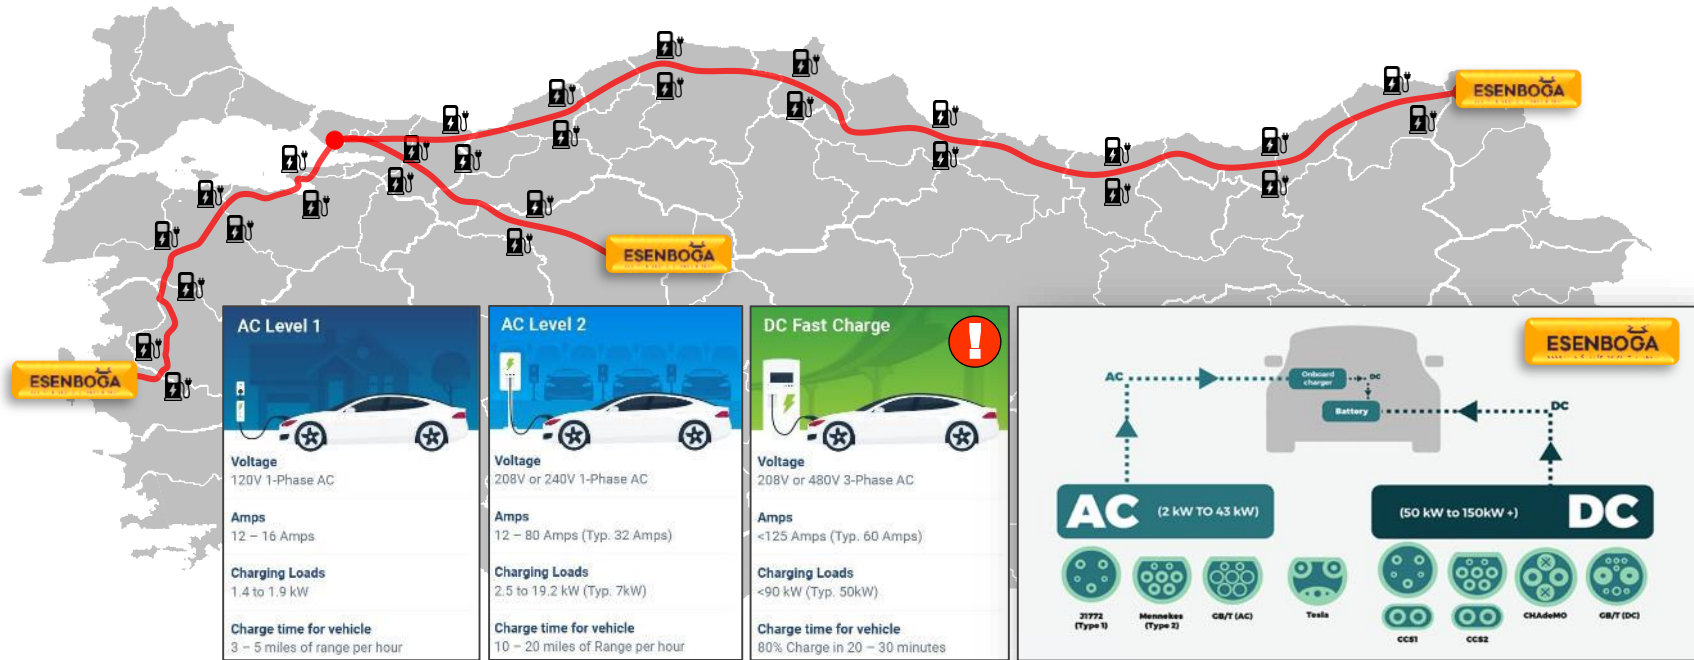 ESENBOĞA
ESENBOĞA
ESENBOĞA
AC Level 1
Voltage
120V 1-Phase AC
Amps
12 – 16 Amps
Charging Loads
1.4 to 1.9 kW
Charge time for vehicle
3 – 5 miles of range per hour
AC Level 2
Voltage
208V or 240V 1-Phase AC
Amps
12 – 80 Amps (Typ. 32 Amps)
Charging Loads
2.5 to 19.2 kW (Typ. 7kW)
Charge time for vehicle
10 – 20 miles of Range per hour
DC Fast Charge
!
Voltage
208V or 480V 3-Phase AC
Amps
<125 Amps (Typ. 60 Amps)
Charging Loads
<90 kW (Typ. 50kW)
Charge time for vehicle
80% Charge in 20 – 30 minutes
ESENBOĞA
AC
Onboard
charger
DC
Battery
DC
AC (2 kW TO 43 kW)
(50 kW to 150kW +) DC
J1772
(Type 1)
Mennekes
(Type 2)
GB/T (AC)
Tesla
CCS1
CCS2
CHAdeMO
GB/T (DC)